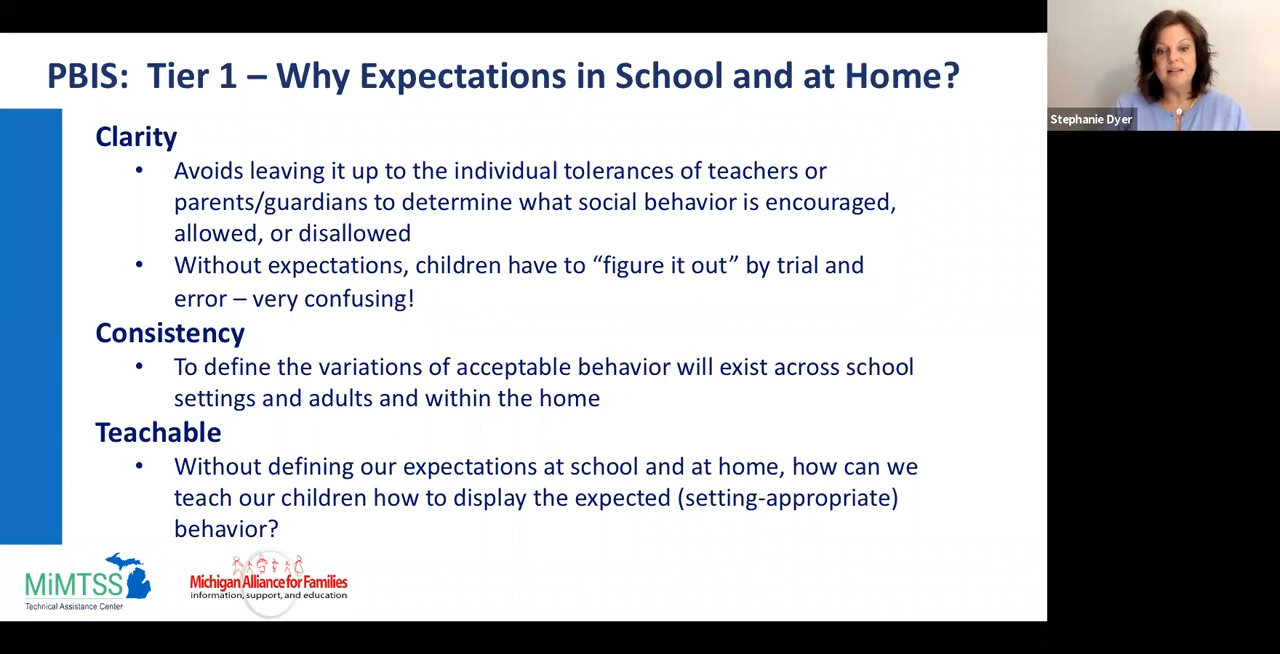 PBIS:  Tier 1 – Why Expectations in School and at Home?
Stephanie Dyer
Clarity
• Avoids leaving it up to the individual tolerances of teachers or
parents/guardians to determine what social behavior is encouraged,
allowed, or disallowed
• Without expectations, children have to “figure it out” by trial and
error – very confusing!
Consistency
• To define the variations of acceptable behavior will exist across school
settings and adults and within the home
Teachable
• Without defining our expectations at school and at home, how can we
teach our children how to display the expected (setting-appropriate)
behavior?
MiMTSS
Technical Assistance Center
Michigan Alliance for Families
information, support, and education